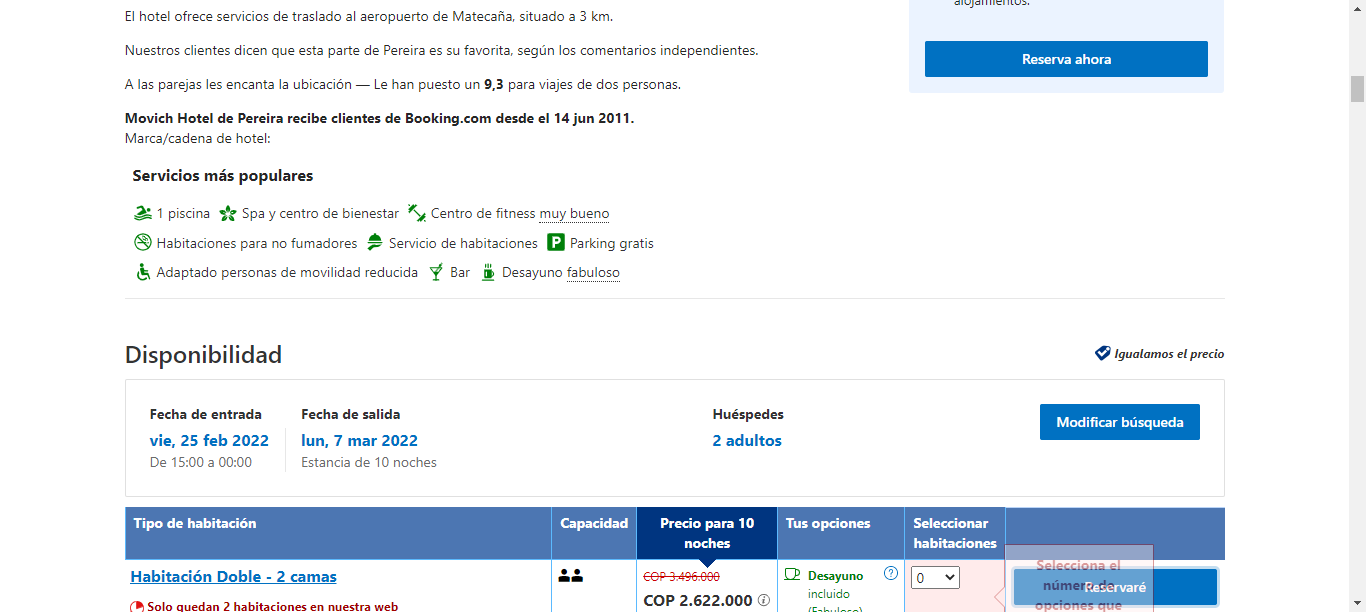 El hotel ofrece servicios de traslado al aeropuerto de Matecaña, situado a 3 km.
Nuestros clientes dicen que esta parte de Pereira es su favorita, según los comentarios independientes.
A las parejas les encanta la ubicación — Le han puesto un 9,3 para viajes de dos personas.
Movich Hotel de Pereira recibe clientes de Booking.com desde el 14 jun 2011.
Marca/cadena de hotel:
alojamientos.
Reserva ahora
Servicios más populares
1 piscina Spa y centro de bienestar Centro de fitness muy bueno
Habitaciones para no fumadores Servicio de habitaciones P Parking gratis
Adaptado personas de movilidad reducida Bar Desayuno fabuloso
Disponibilidad
Igualamos el precio
Fecha de entrada
vie, 25 feb 2022
De 15:00 a 00:00
Fecha de salida
lun, 7 mar 2022
Estancia de 10 noches
Huéspedes
2 adultos
Modificar búsqueda
Tipo de habitación
Capacidad
Precio para 10
noches
Tus opciones
Seleccionar
habitaciones
Habitación Doble - 2 camas
Solo quedan 2 habitaciones en nuestra web
COP 3.496.000
COP 2.622.000
Desayuno
incluido
(Fabuloso)
0
Selecciona el
número de
opciones que
Reservaré